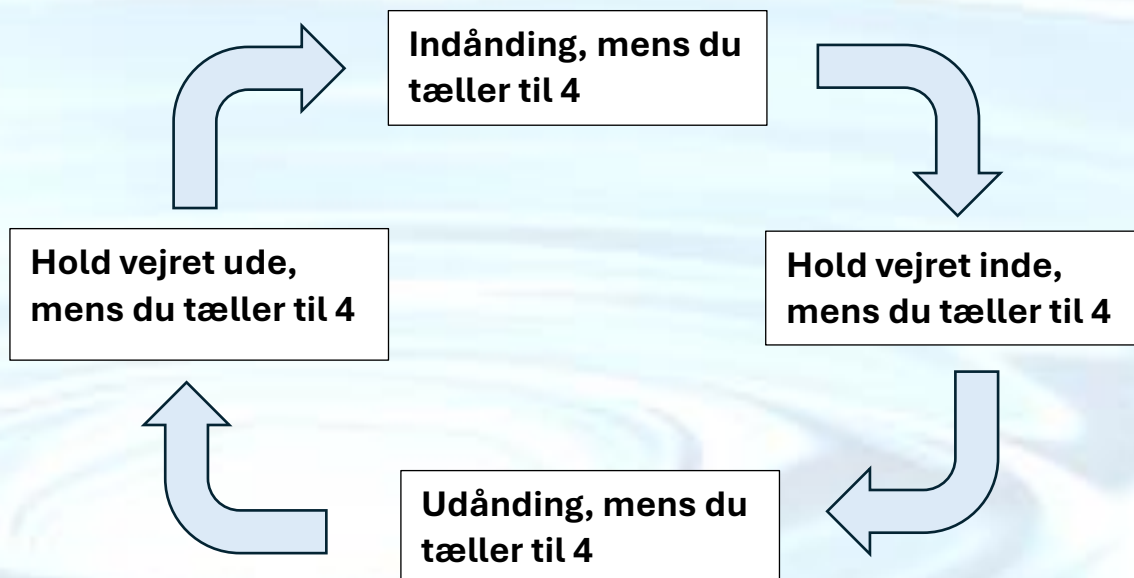 Indånding, mens du
tæller til 4
Hold vejret inde,
mens du tæller til 4
Udånding, mens du
tæller til 4
Hold vejret ude,
mens du tæller til 4